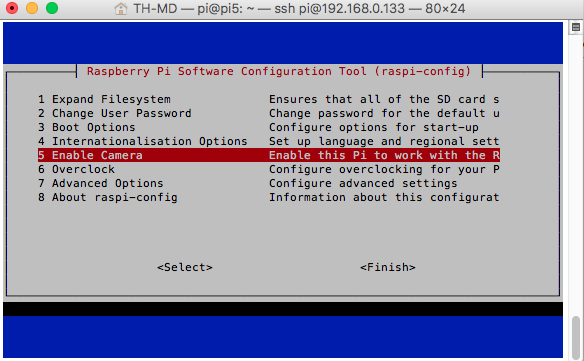 TH-MD — pi@pi5: ~ — ssh pi@192.168.0.133 — 80×24
Raspberry Pi Software Configuration Tool (raspi-config)
1 Expand Filesystem Ensures that all of the SD card s
2 Change User Password Change password for the default u
3 Boot Options Configure options for start-up
4 Internationalisation Options Set up language and regional sett
5 Enable Camera Enable this Pi to work with the R
6 Overclock Configure overclocking for your P
7 Advanced Options Configure advanced settings
8 About raspi-config Information about this configurat
<Select> <Finish>